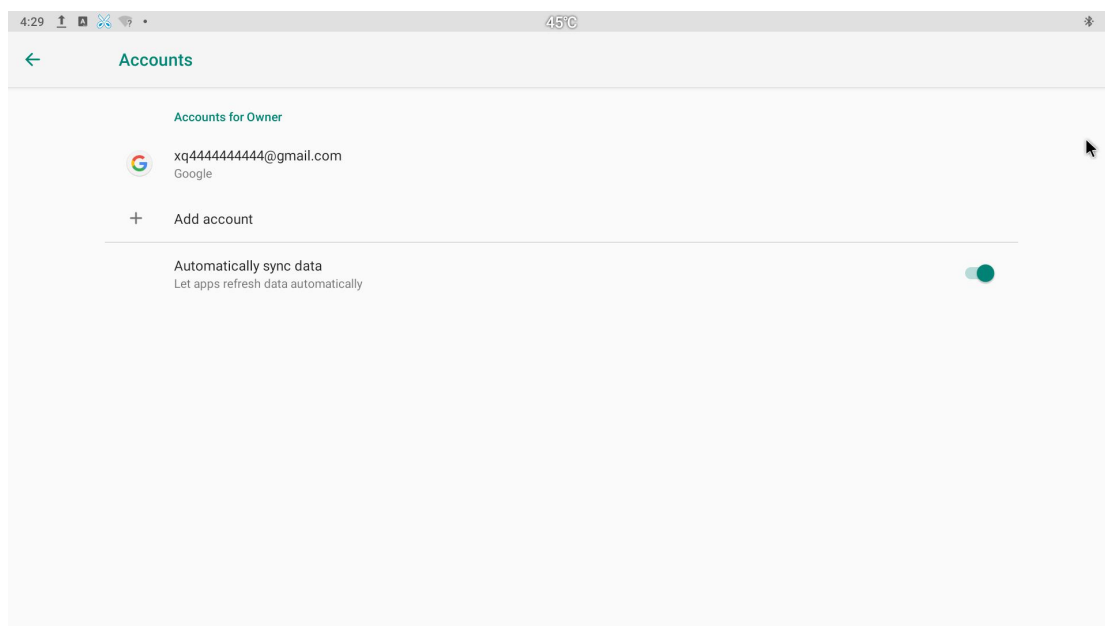 4:29
45°C
Accounts
Accounts for Owner
xq4444444444@gmail.com
Google
Add account
Automatically sync data
Let apps refresh data automatically